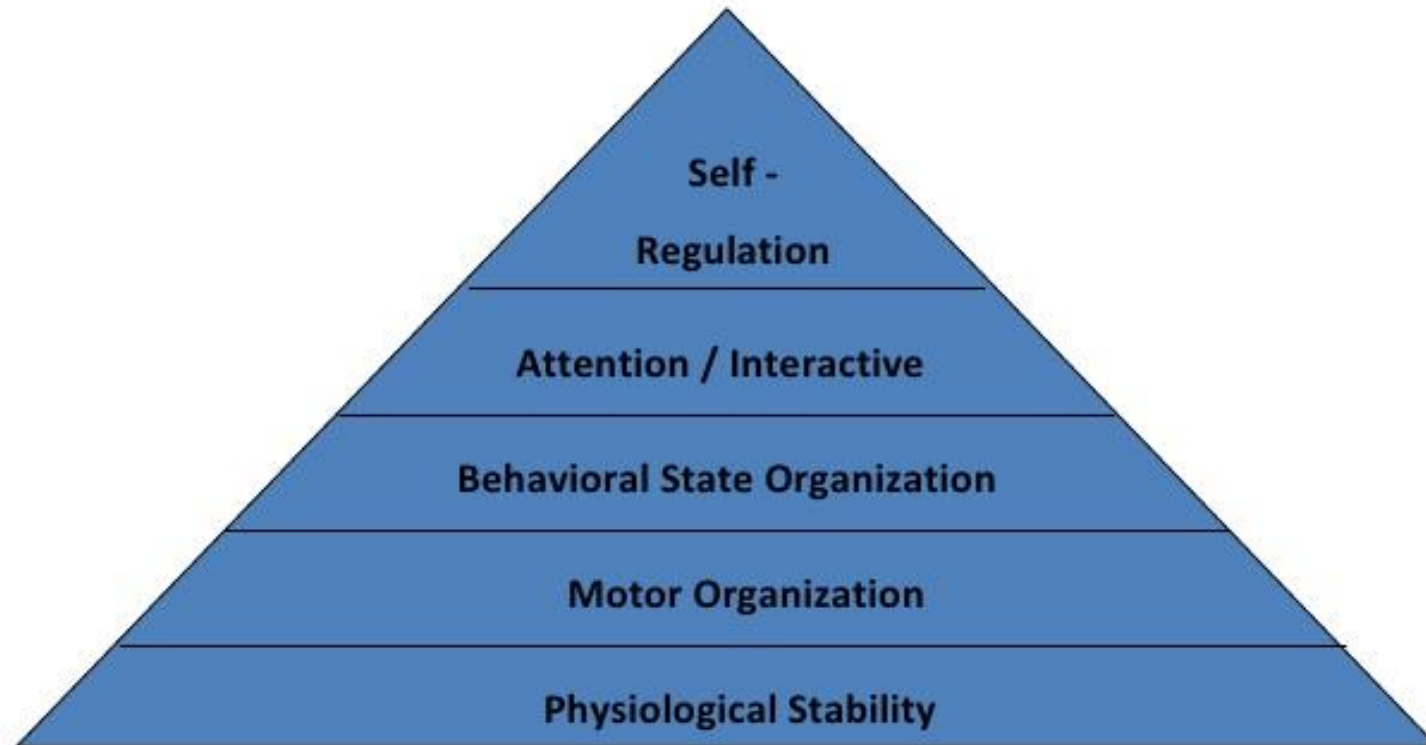 Self -
Regulation
Attention / Interactive
Behavioral State Organization
Motor Organization
Physiological Stability